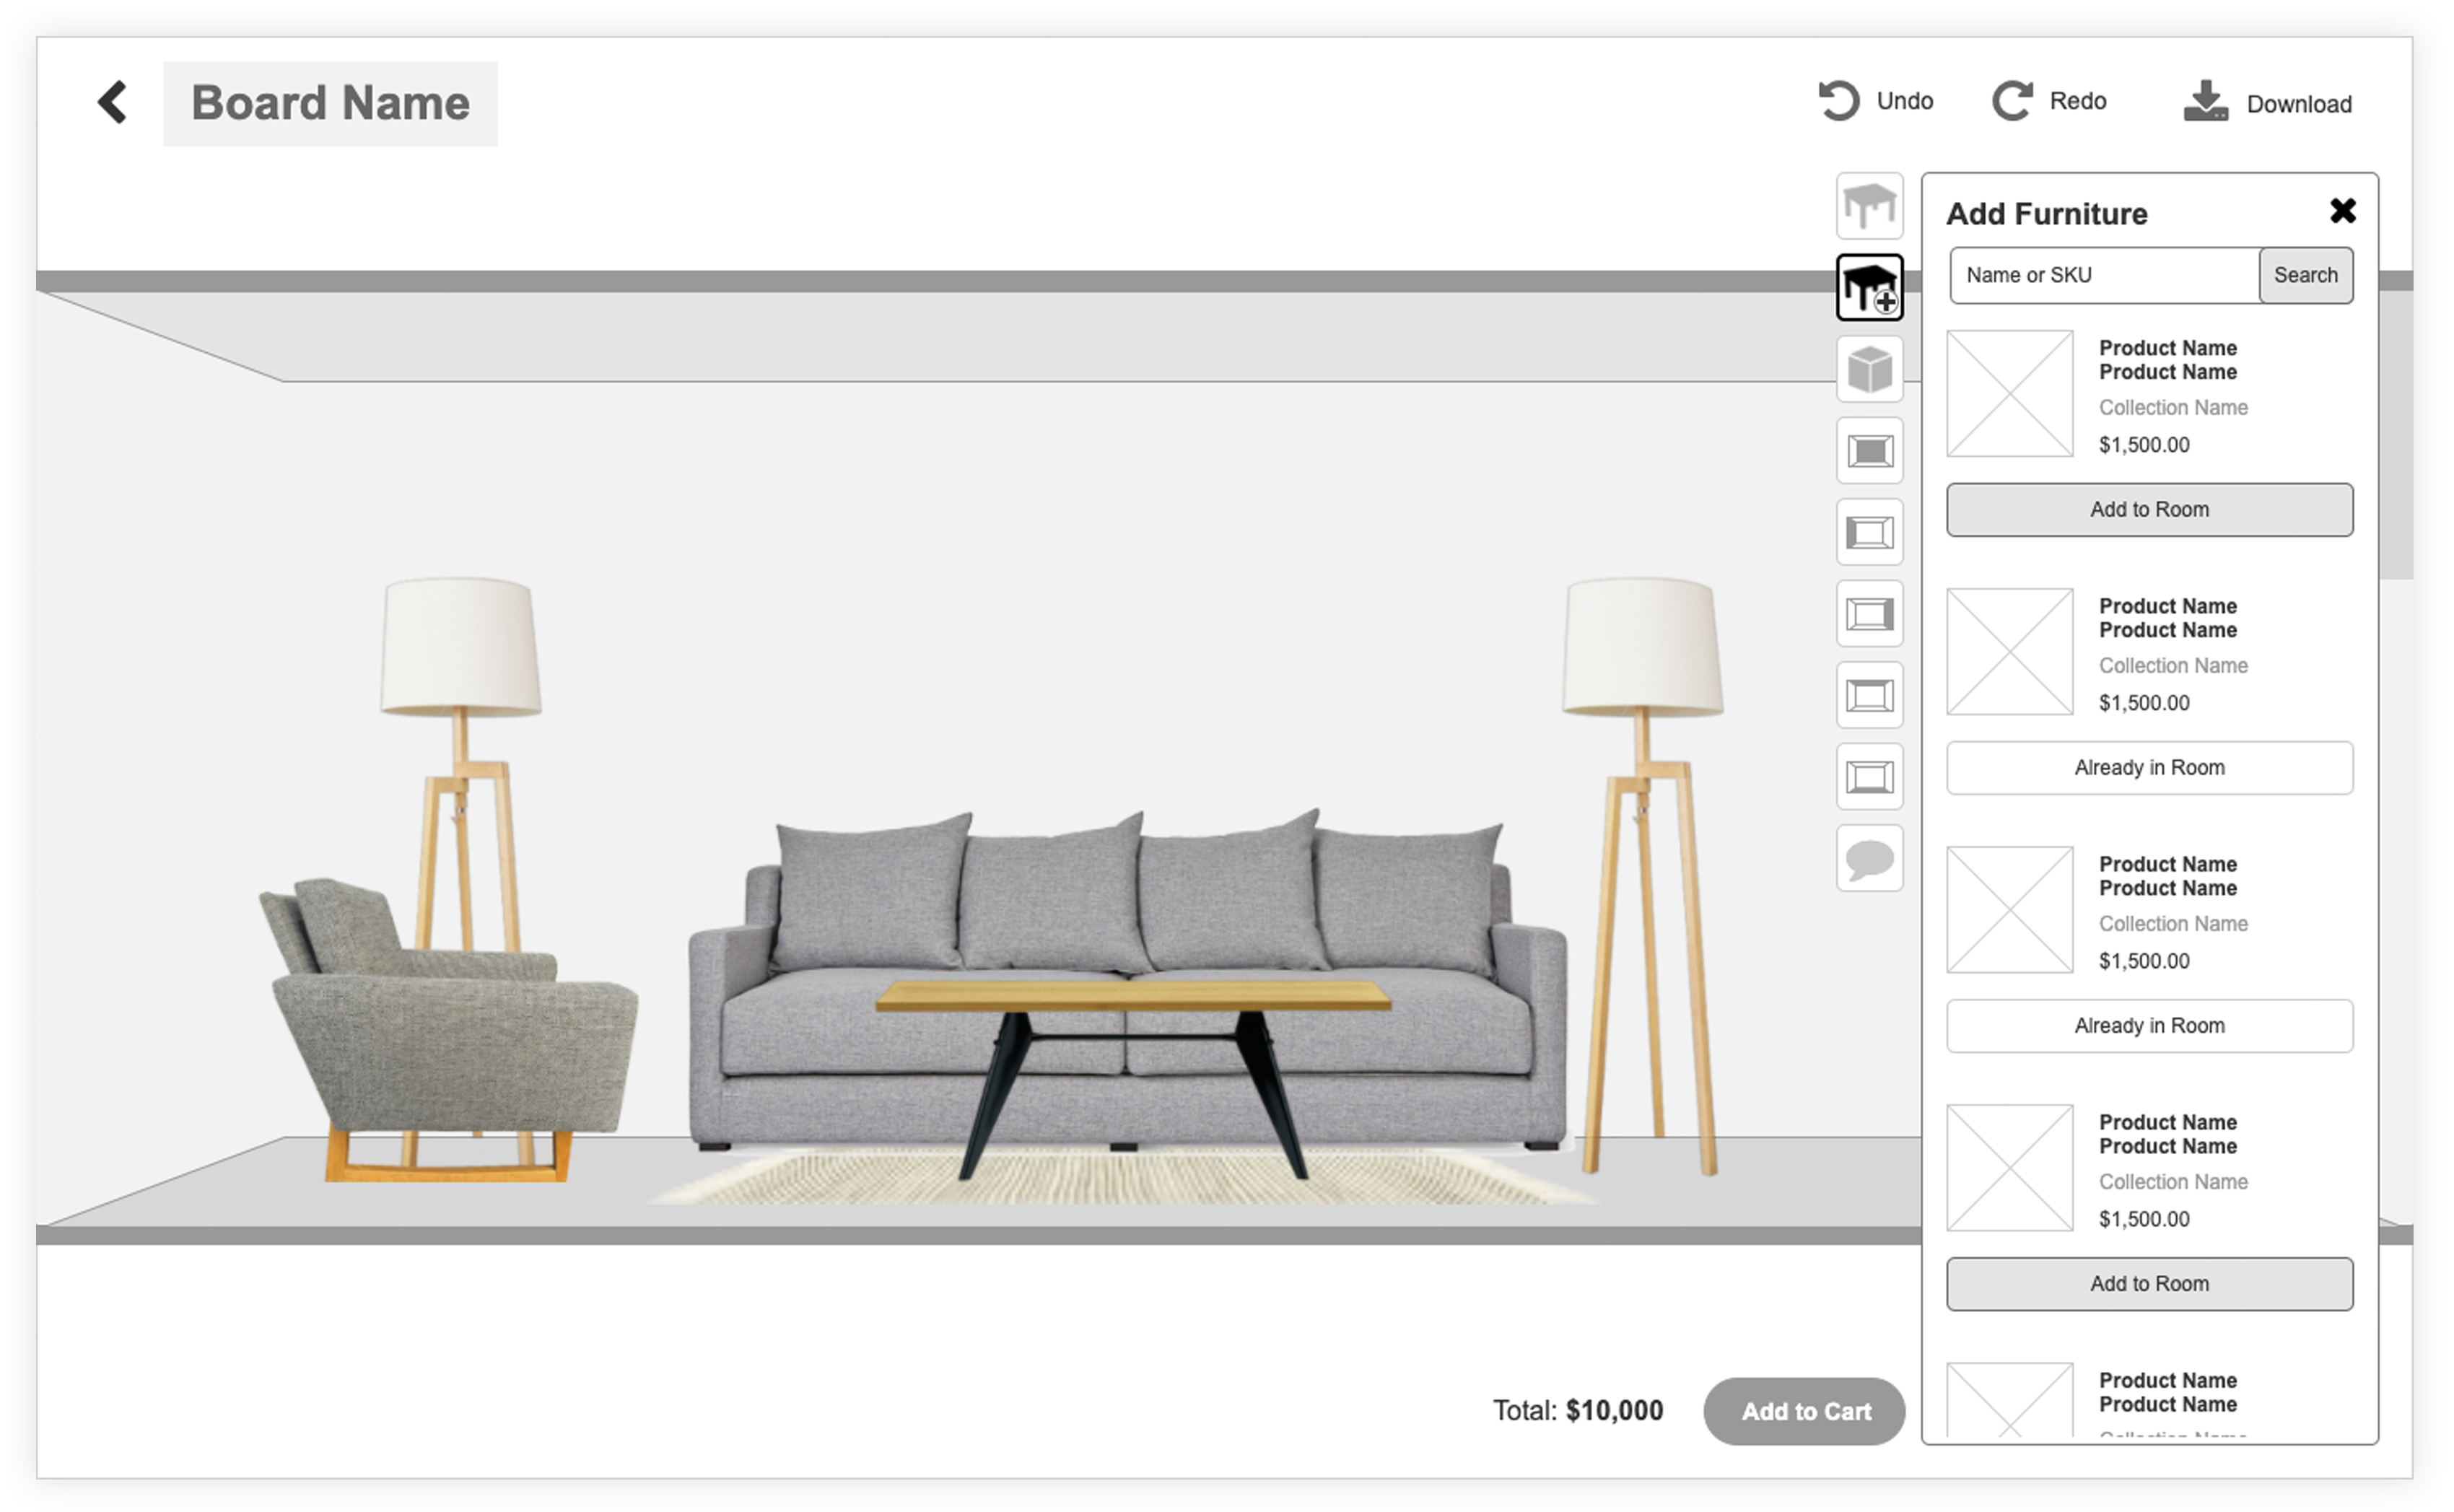 Board Name
Undo
Redo
Download
Add Furniture
Name or SKU
Search
Product Name
Product Name
Collection Name
$1,500.00
Add to Room
Product Name
Product Name
Collection Name
$1,500.00
Already in Room
Product Name
Product Name
Collection Name
$1,500.00
Already in Room
Product Name
Product Name
Collection Name
$1,500.00
Add to Room
Product Name
Product Name
Total: $10,000
Add to Cart